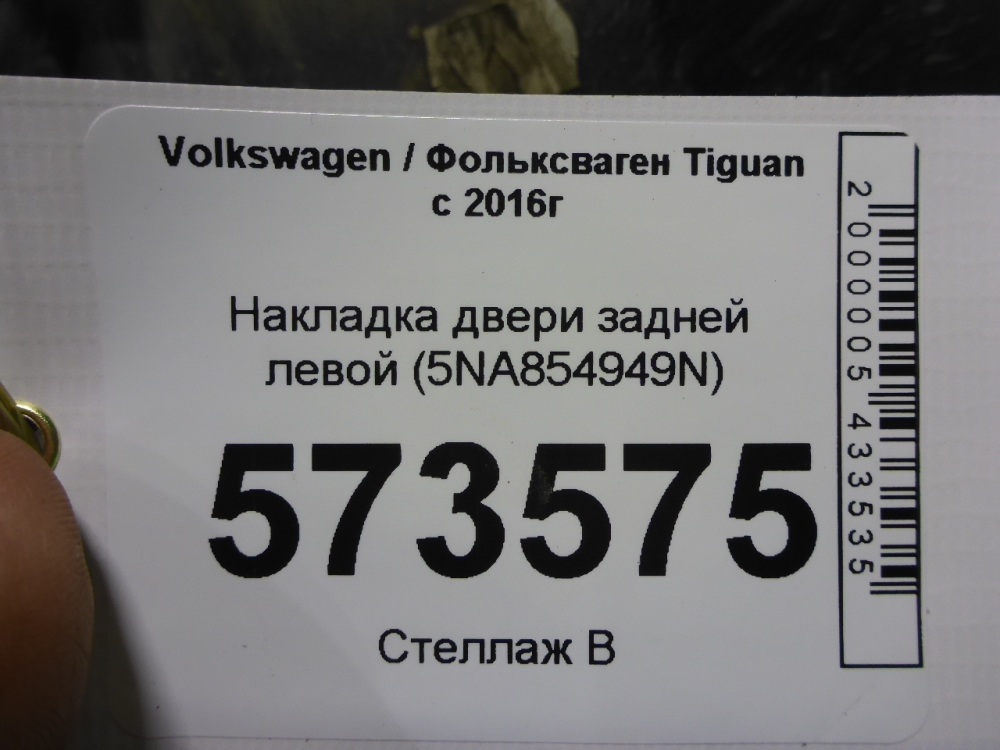 Volkswagen / Фольксваген Tiguan
с 2016г
Накладка двери задней
левой (5NA854949N)
573575
Стеллаж В
2000005433535